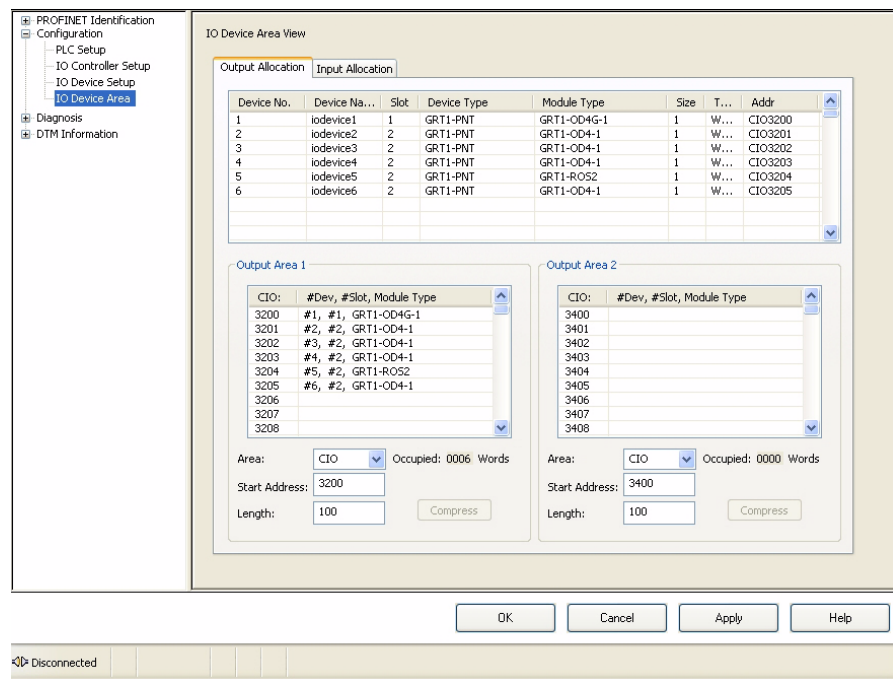 PROFINET Identification
Configuration
PLC Setup
IO Controller Setup
IO Device Setup
IO Device Area
Diagnosis
DTM Information
IO Device Area View
Output Allocation Input Allocation
Device No. Device Na... Slot Device Type Module Type Size T... Addr
1 iodevice1 1 GRT1-PNT GRT1-OD4G-1 1 W... CIO3200
2 iodevice2 2 GRT1-PNT GRT1-OD4-1 1 W... CIO3201
3 iodevice3 2 GRT1-PNT GRT1-OD4-1 1 W... CIO3202
4 iodevice4 2 GRT1-PNT GRT1-OD4-1 1 W... CIO3203
5 iodevice5 2 GRT1-PNT GRT1-ROS2 1 W... CIO3204
6 iodevice6 2 GRT1-PNT GRT1-OD4-1 1 W... CIO3205
Output Area 1
CIO: #Dev, #Slot, Module Type
3200 #1, #1, GRT1-OD4G-1
3201 #2, #2, GRT1-OD4-1
3202 #3, #2, GRT1-OD4-1
3203 #4, #2, GRT1-OD4-1
3204 #5, #2, GRT1-ROS2
3205 #6, #2, GRT1-OD4-1
3206
3207
3208
Area: CIO Occupied: 0006 Words
Start Address: 3200
Length: 100 Compress
Output Area 2
CIO: #Dev, #Slot, Module Type
3400
3401
3402
3403
3404
3405
3406
3407
3408
Area: CIO Occupied: 0000 Words
Start Address: 3400
Length: 100 Compress
OK Cancel Apply Help
Disconnected